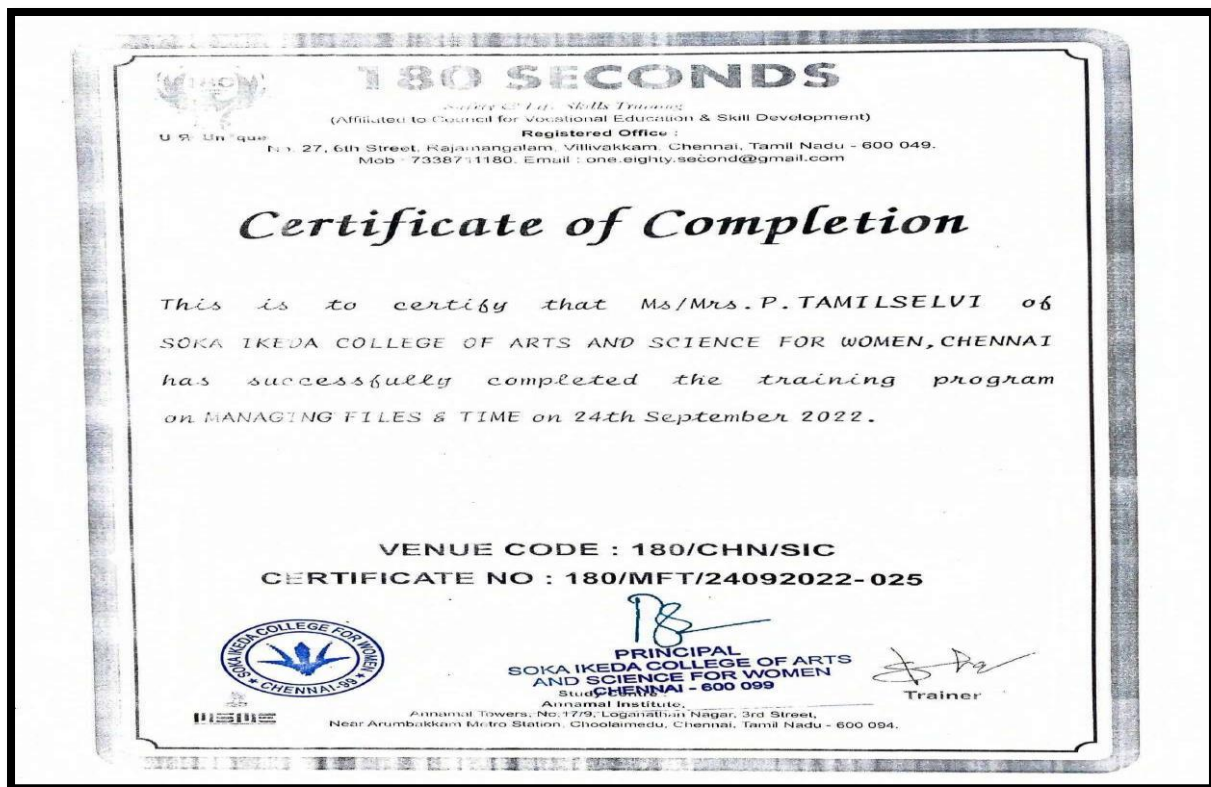 180 SECONDS
Skills Training
(Affiliated to Council for Vocational Education & Skill Development)
U R Unique
Registered Office :
No. 27, 6th Street, Rajamangalam, Villivakkam, Chennai, Tamil Nadu - 600 049.
Mob : 7338711180. Email : one.eighty.second@gmail.com
Certificate of Completion
This is to certify that Ms/Mrs.P.TAMILSELVI of
SOKA IKEDA COLLEGE OF ARTS AND SCIENCE FOR WOMEN,CHENNAI
has successfully completed the training program
on MANAGING FILES & TIME on 24th September 2022.
VENUE CODE : 180/CHN/SIC
CERTIFICATE NO : 180/MFT/24092022-025
SOKA IKEDA COLLEGE FOR WOMEN
★ CHENNAI-99 ★
PRINCIPAL
SOKA IKEDA COLLEGE OF ARTS
AND SCIENCE FOR WOMEN
CHENNAI - 600 099
Trainer
Annamal Institute,
Annamal Towers, No.17/9, Loganathan Nagar, 3rd Street,
Near Arumbakkam Metro Station, Choolaimedu, Chennai, Tamil Nadu - 600 094.
msme